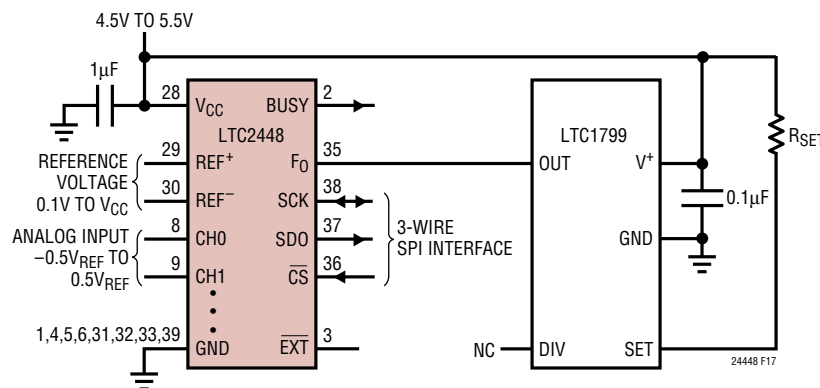 4.5V TO 5.5V
1µF
28
VCC
BUSY
2
LTC2448
29
REF+
FO
35
REFERENCE
VOLTAGE
0.1V TO VCC
30
REF−
SCK
38
8
CH0
SDO
37
ANALOG INPUT
−0.5VREF TO
0.5VREF
9
CH1
CS
36
3-WIRE
SPI INTERFACE
1,4,5,6,31,32,33,39
GND
EXT
3
LTC1799
OUT
V+
RSET
0.1µF
GND
NC
DIV
SET
24448 F17